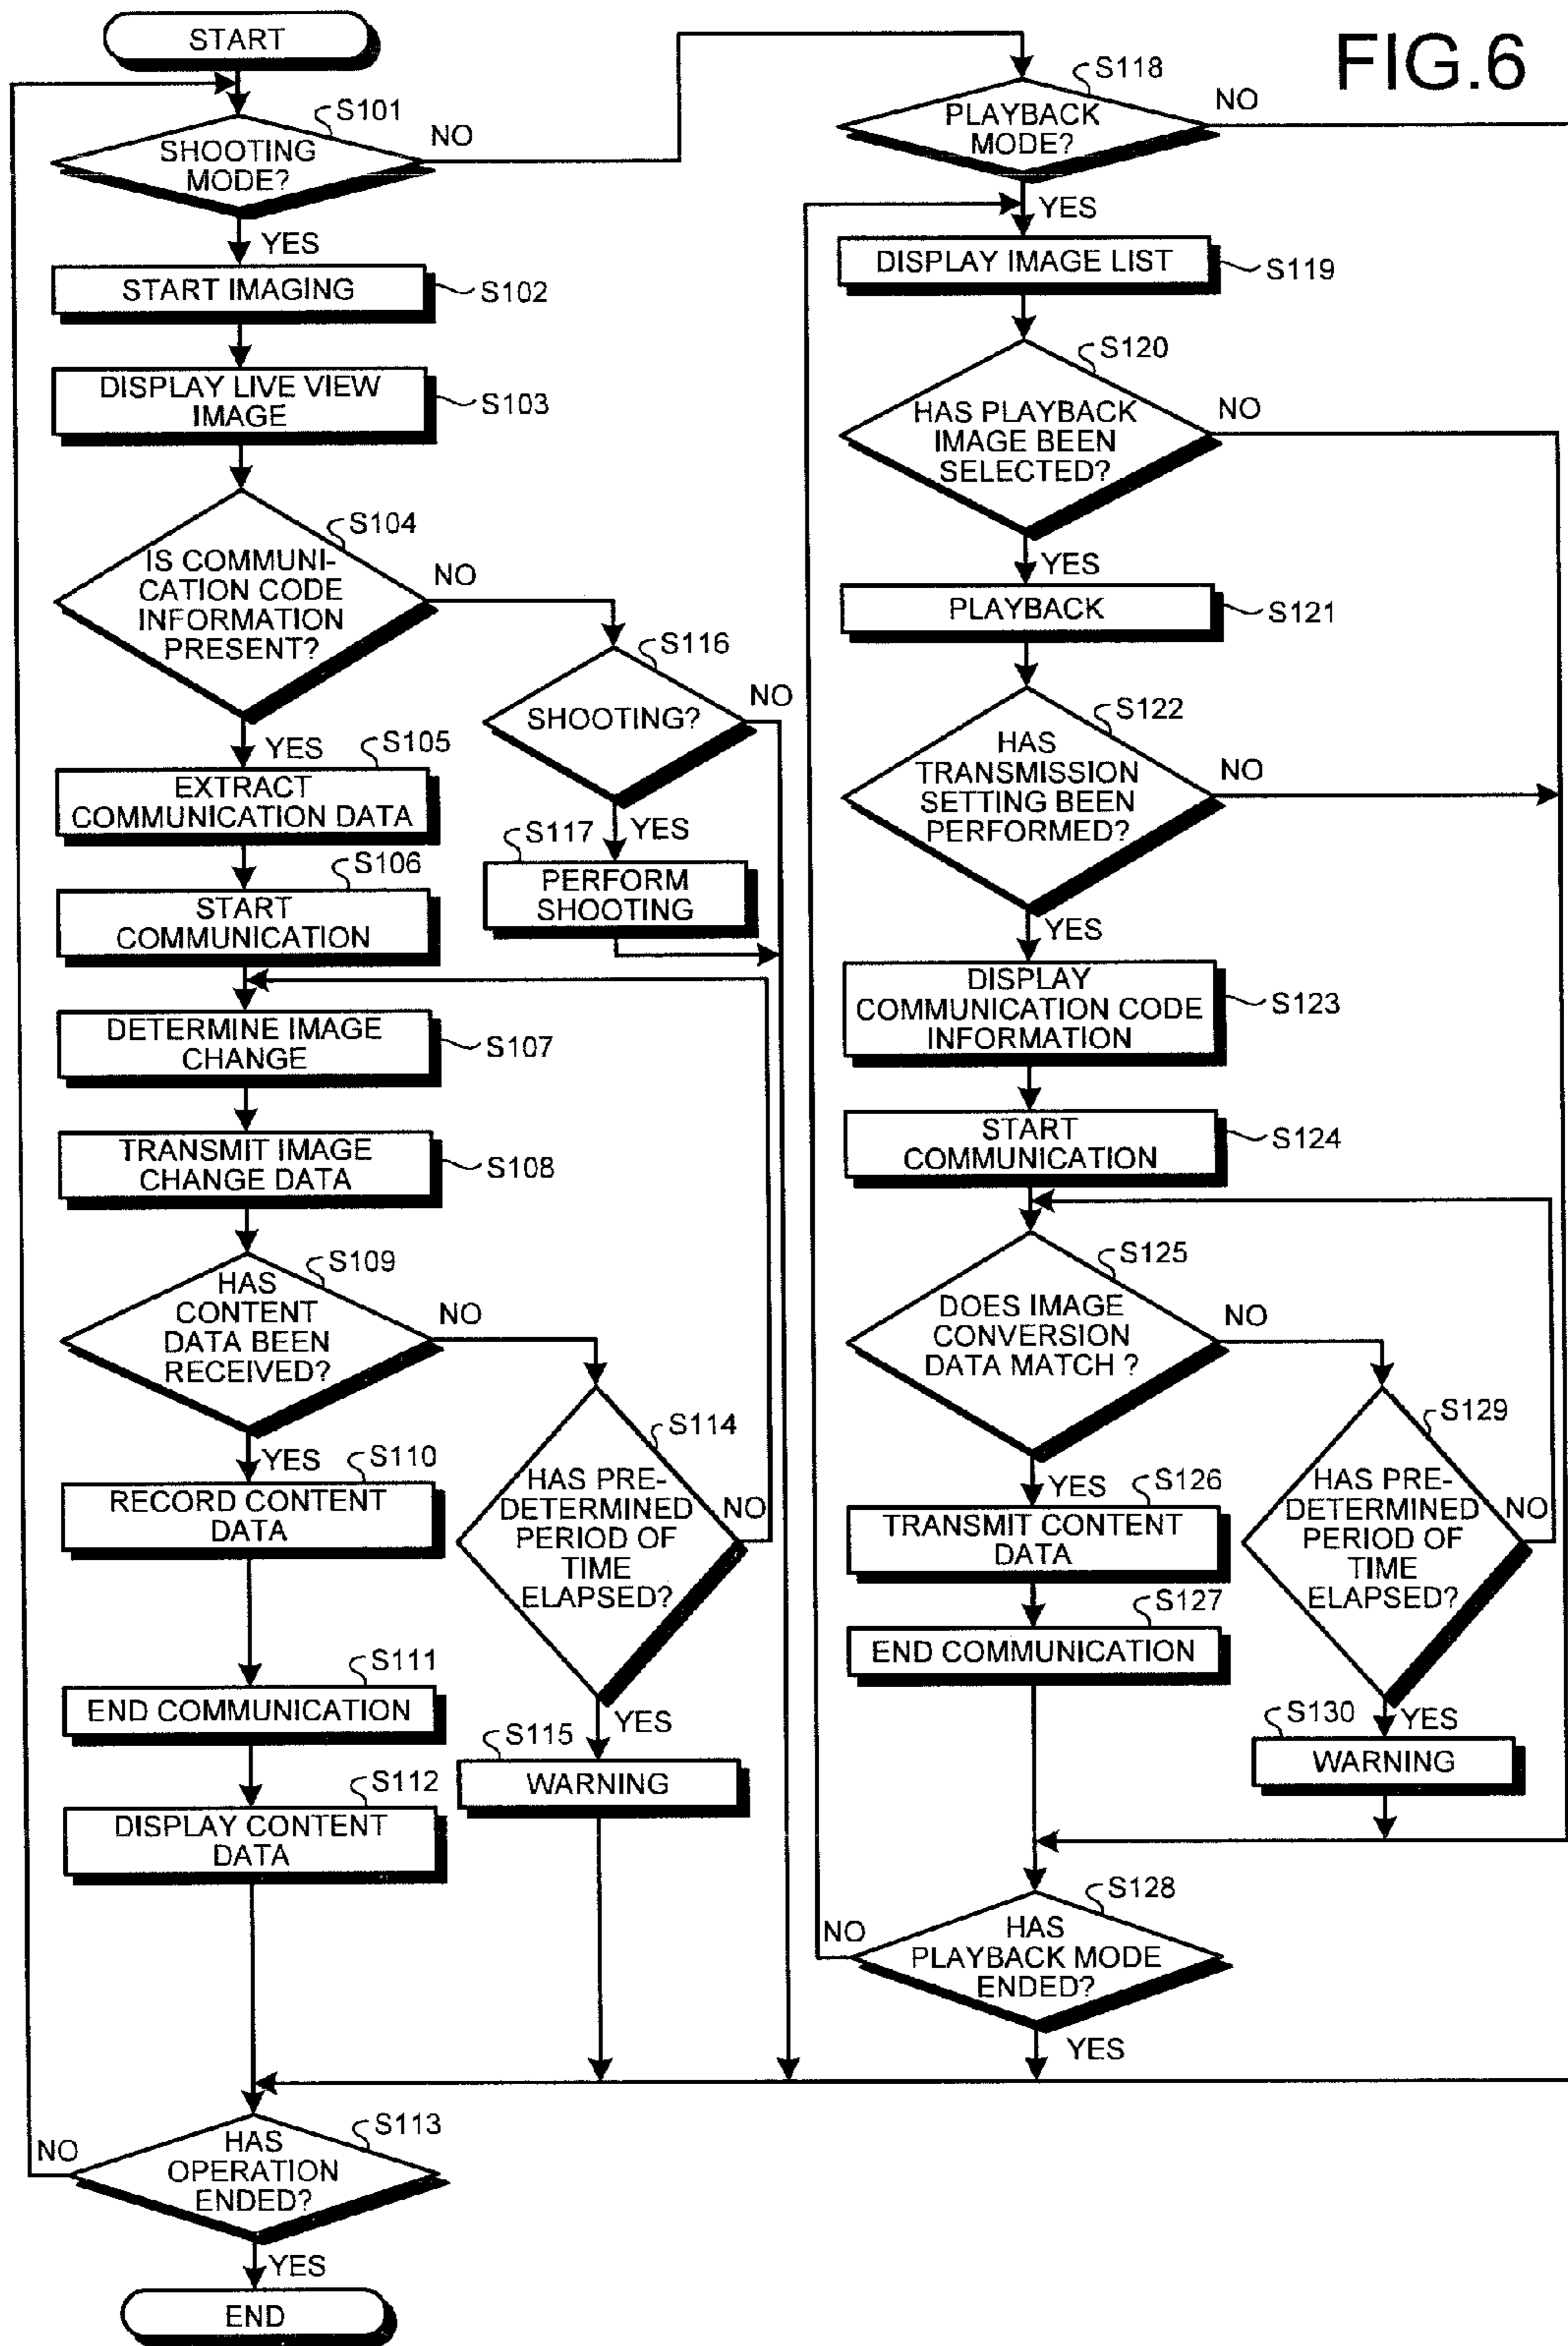 FIG.6
START
S101
SHOOTING
MODE?
NO
YES
START IMAGING
S102
DISPLAY LIVE VIEW
IMAGE
S103
S104
IS COMMUNI-
CATION CODE
INFORMATION
PRESENT?
NO
YES
S105
EXTRACT
COMMUNICATION DATA
S106
START
COMMUNICATION
DETERMINE IMAGE
CHANGE
S107
TRANSMIT IMAGE
CHANGE DATA
S108
S109
HAS
CONTENT
DATA BEEN
RECEIVED?
NO
YES
S110
RECORD CONTENT
DATA
S111
END COMMUNICATION
S112
DISPLAY CONTENT
DATA
S113
HAS
OPERATION
ENDED?
NO
YES
END
S116
SHOOTING?
NO
YES
S117
PERFORM
SHOOTING
S114
HAS PRE-
DETERMINED
PERIOD OF
TIME
ELAPSED?
NO
YES
S115
WARNING
S118
PLAYBACK
MODE?
NO
YES
DISPLAY IMAGE LIST
S119
S120
HAS PLAYBACK
IMAGE BEEN
SELECTED?
NO
YES
PLAYBACK
S121
S122
HAS
TRANSMISSION
SETTING BEEN
PERFORMED?
NO
YES
DISPLAY
COMMUNICATION CODE
INFORMATION
S123
START
COMMUNICATION
S124
S125
DOES IMAGE
CONVERSION
DATA MATCH ?
NO
YES
S126
TRANSMIT CONTENT
DATA
S127
END COMMUNICATION
S128
HAS
PLAYBACK MODE
ENDED?
NO
YES
S129
HAS PRE-
DETERMINED
PERIOD OF
TIME
ELAPSED?
NO
YES
S130
WARNING